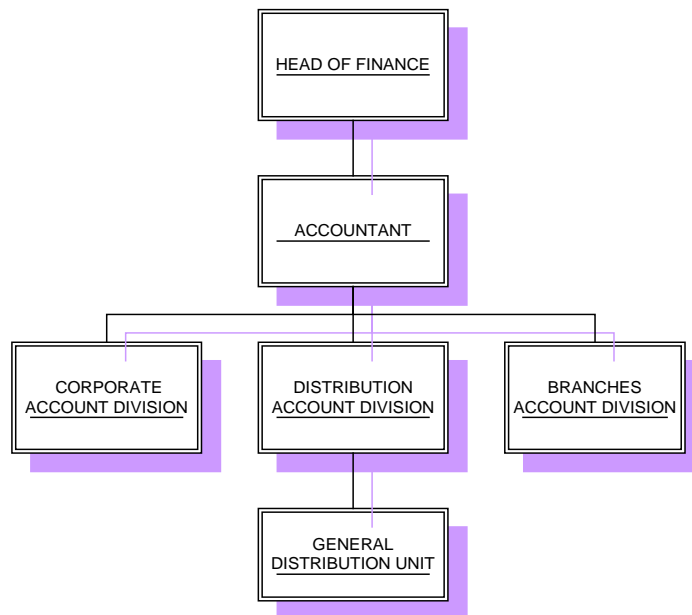 HEAD OF FINANCE
ACCOUNTANT
CORPORATE
ACCOUNT DIVISION
DISTRIBUTION
ACCOUNT DIVISION
BRANCHES
ACCOUNT DIVISION
GENERAL
DISTRIBUTION UNIT